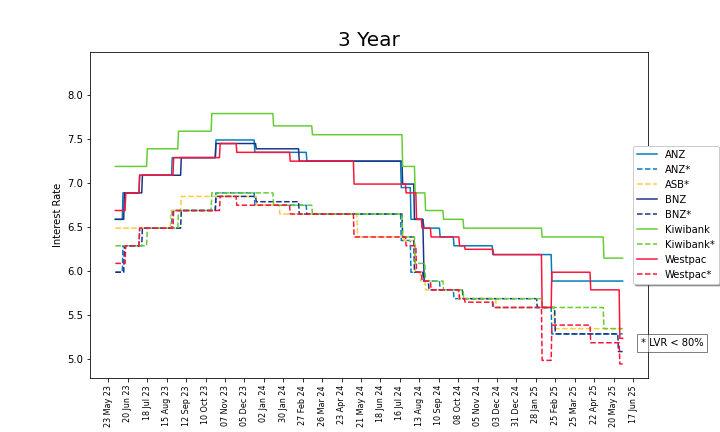 3 Year
Interest Rate
8.0
7.5
7.0
6.5
6.0
5.5
5.0
23 May 23
20 Jun 23
18 Jul 23
15 Aug 23
12 Sep 23
10 Oct 23
07 Nov 23
05 Dec 23
02 Jan 24
30 Jan 24
27 Feb 24
26 Mar 24
23 Apr 24
21 May 24
18 Jun 24
16 Jul 24
13 Aug 24
10 Sep 24
08 Oct 24
05 Nov 24
03 Dec 24
31 Dec 24
28 Jan 25
25 Feb 25
25 Mar 25
22 Apr 25
20 May 25
17 Jun 25
ANZ
ANZ*
ASB*
BNZ
BNZ*
Kiwibank
Kiwibank*
Westpac
Westpac*
* LVR < 80%